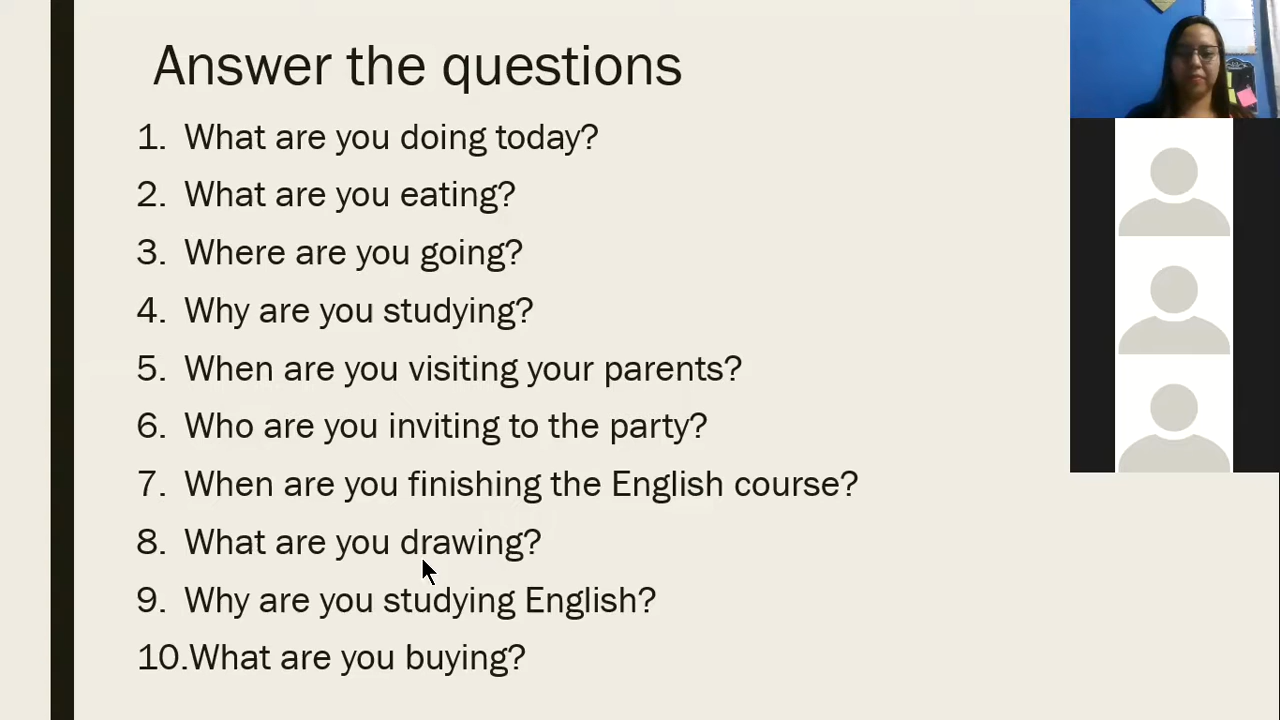 Answer the questions
1. What are you doing today?
2. What are you eating?
3. Where are you going?
4. Why are you studying?
5. When are you visiting your parents?
6. Who are you inviting to the party?
7. When are you finishing the English course?
8. What are you drawing?
9. Why are you studying English?
10.What are you buying?